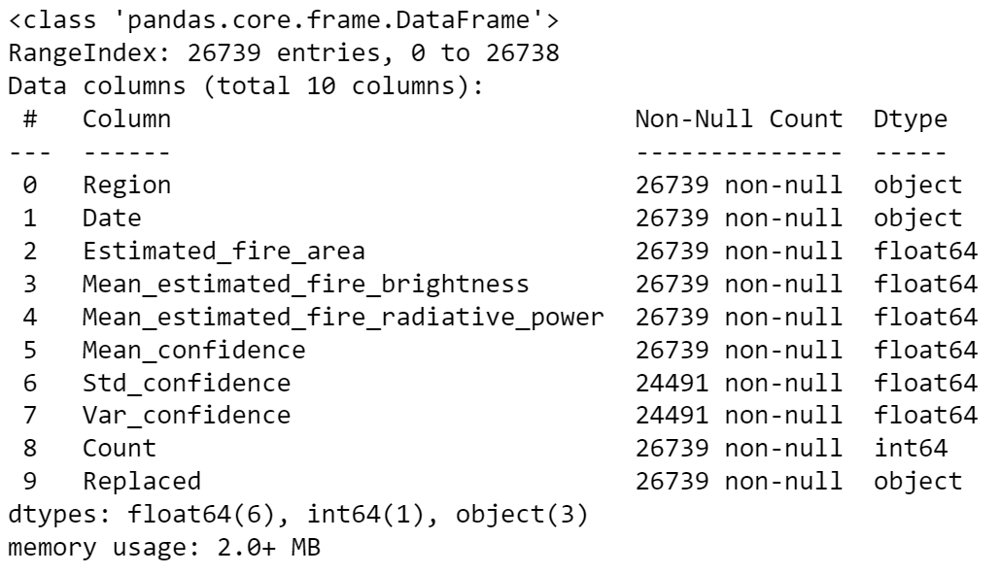 <class 'pandas.core.frame.DataFrame'>
RangeIndex: 26739 entries, 0 to 26738
Data columns (total 10 columns):
 #   Column                               Non-Null Count  Dtype
---  ------                               --------------  -----
 0   Region                               26739 non-null  object
 1   Date                                 26739 non-null  object
 2   Estimated_fire_area                  26739 non-null  float64
 3   Mean_estimated_fire_brightness       26739 non-null  float64
 4   Mean_estimated_fire_radiative_power  26739 non-null  float64
 5   Mean_confidence                      26739 non-null  float64
 6   Std_confidence                       24491 non-null  float64
 7   Var_confidence                       24491 non-null  float64
 8   Count                                26739 non-null  int64
 9   Replaced                             26739 non-null  object
dtypes: float64(6), int64(1), object(3)
memory usage: 2.0+ MB